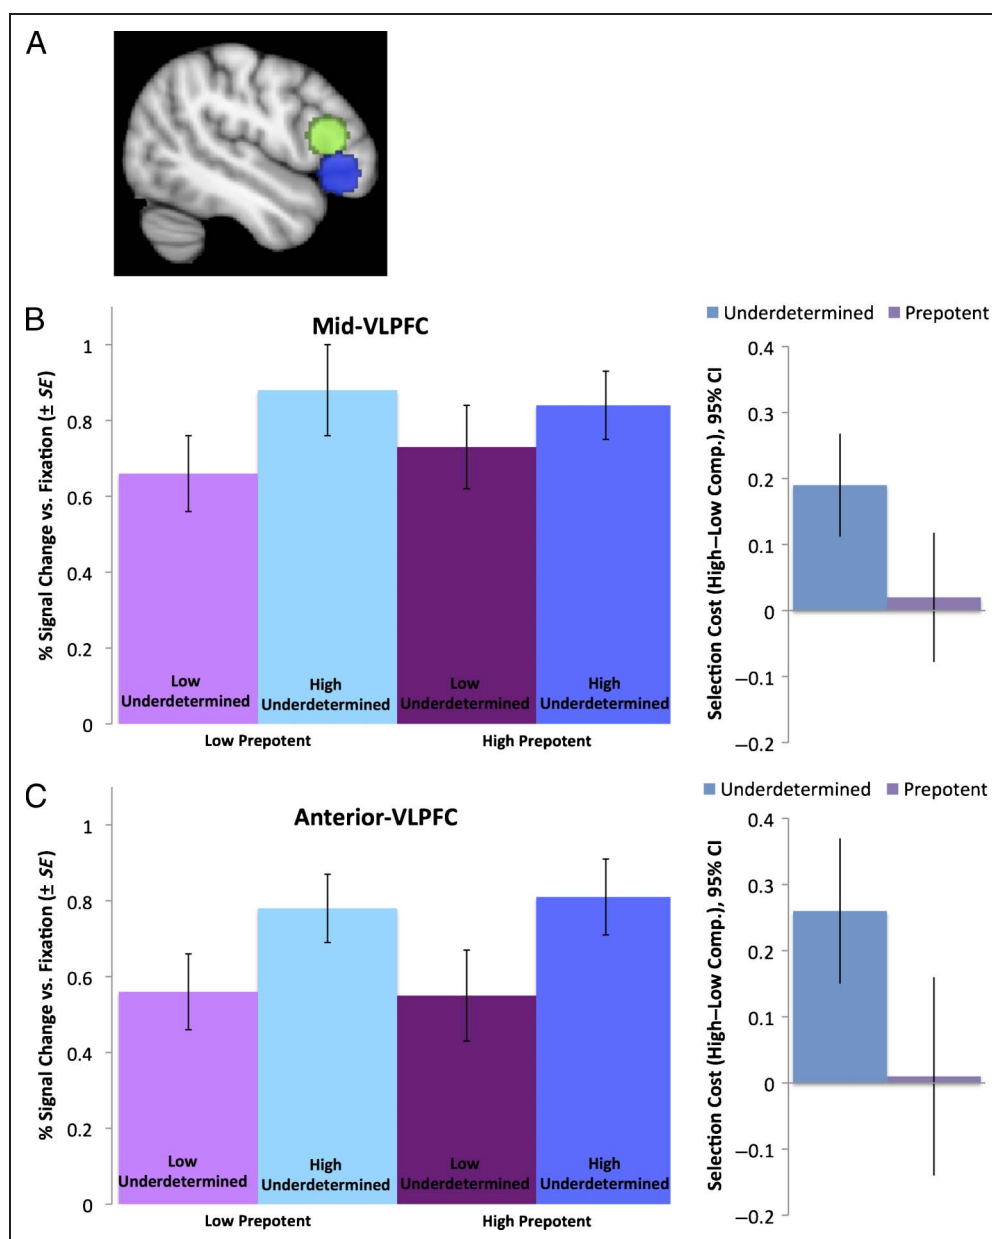 A
B
Mid-VLPFC
% Signal Change vs. Fixation (± SE)
1
0.8
0.6
0.4
0.2
0
Low
Underdetermined
High
Underdetermined
Low
Underdetermined
High
Underdetermined
Low Prepotent
High Prepotent
Underdetermined
Prepotent
Selection Cost (High–Low Comp.), 95% CI
0.4
0.3
0.2
0.1
0
–0.1
–0.2
C
Anterior-VLPFC
% Signal Change vs. Fixation (± SE)
1
0.8
0.6
0.4
0.2
0
Low
Underdetermined
High
Underdetermined
Low
Underdetermined
High
Underdetermined
Low Prepotent
High Prepotent
Underdetermined
Prepotent
Selection Cost (High–Low Comp.), 95% CI
0.4
0.3
0.2
0.1
0
–0.1
–0.2